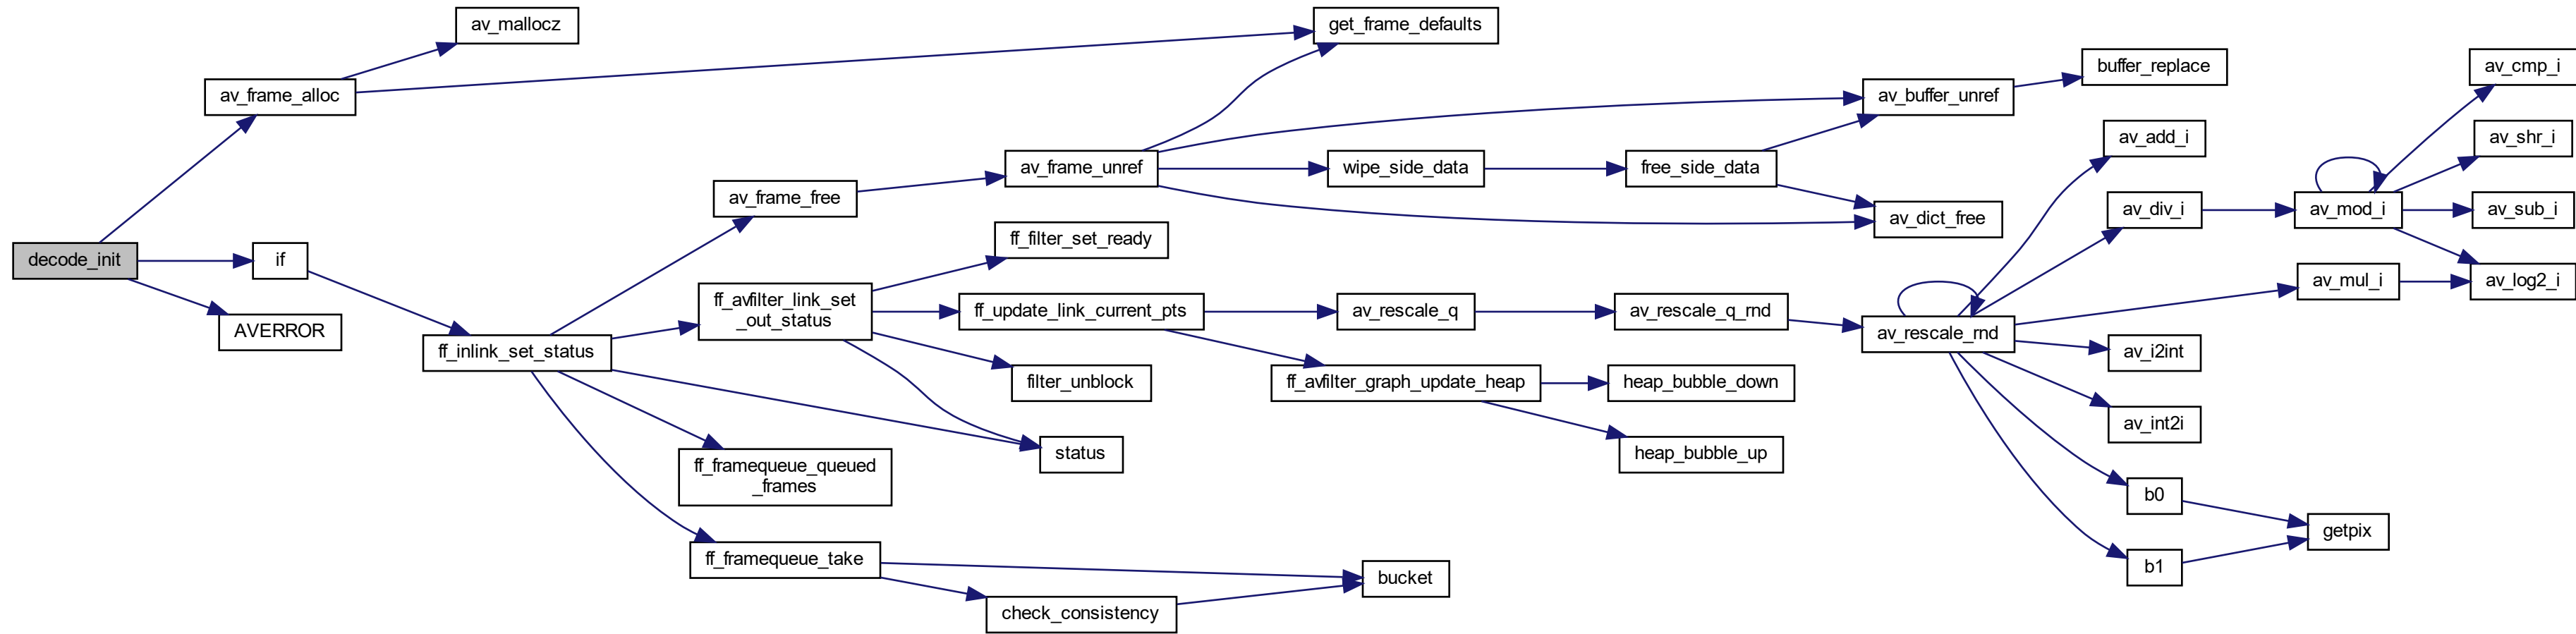 av_mallocz
get_frame_defaults
av_frame_alloc
buffer_replace
av_cmp_i
av_buffer_unref
av_add_i
av_shr_i
av_frame_unref
wipe_side_data
free_side_data
av_frame_free
av_div_i
av_mod_i
av_sub_i
av_dict_free
ff_filter_set_ready
decode_init
if
ff_avfilter_link_set
_out_status
ff_update_link_current_pts
av_rescale_q
av_rescale_q_rnd
av_mul_i
av_log2_i
AVERROR
ff_inlink_set_status
av_rescale_rnd
av_i2int
filter_unblock
ff_avfilter_graph_update_heap
heap_bubble_down
av_int2i
status
heap_bubble_up
ff_framequeue_queued
_frames
b0
getpix
ff_framequeue_take
bucket
b1
check_consistency